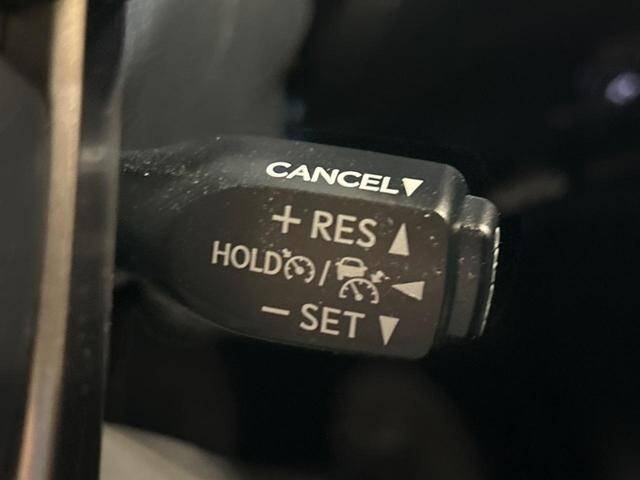 CANCEL▼
+ RES ▲
HOLD / ◀
- SET ▼